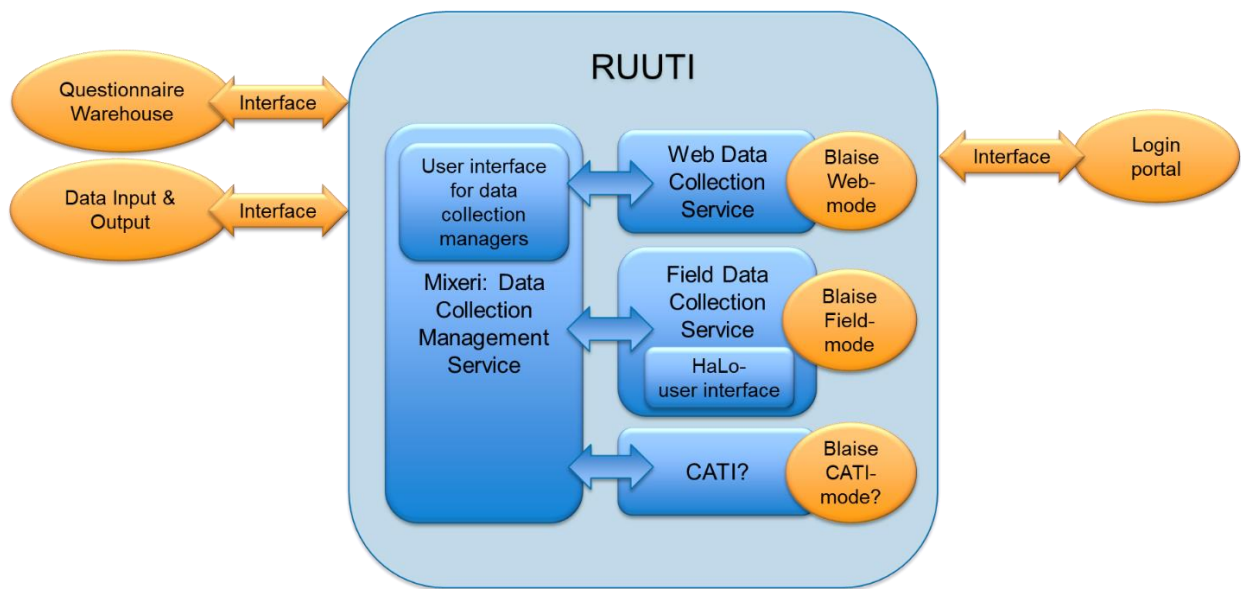 RUUTI
Questionnaire
Warehouse
Interface
Data Input &
Output
Interface
User interface
for data
collection
managers
Mixeri: Data
Collection
Management
Service
Web Data
Collection
Service
Blaise
Web-
mode
Field Data
Collection
Service
HaLo-
user interface
Blaise
Field-
mode
CATI?
Blaise
CATI-
mode?
Interface
Login
portal